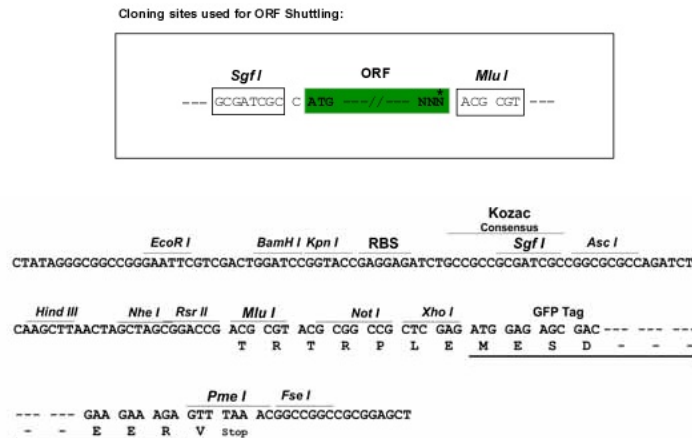 Cloning sites used for ORF Shuttling:
Sgf I ORF Mlu I
--- GCGATCGC C ATG ---//--- NNN* ACG CGT ---
Kozac
Consensus
EcoR I BamH I Kpn I RBS Sgf I Asc I
CTATAGGGCGGCCGGGAATTCGTCGACTGGATCCGGTACCGAGGAGATCTGCCGCCGCGATCGCCGGCGCGCCAGATCT
Hind III Nhe I Rsr II Mlu I Not I Xho I GFP Tag
CAAGCTTAACTAGCTAGCGGACCG ACG CGT ACG CGG CCG CTC GAG ATG GAG AGC GAC --- --- ---
T R T R P L E M E S D - - -
Pme I Fse I
--- --- GAA GAA AGA GTT TAA ACGGCCGGCCGCGGAGCT
- - E E R V Stop